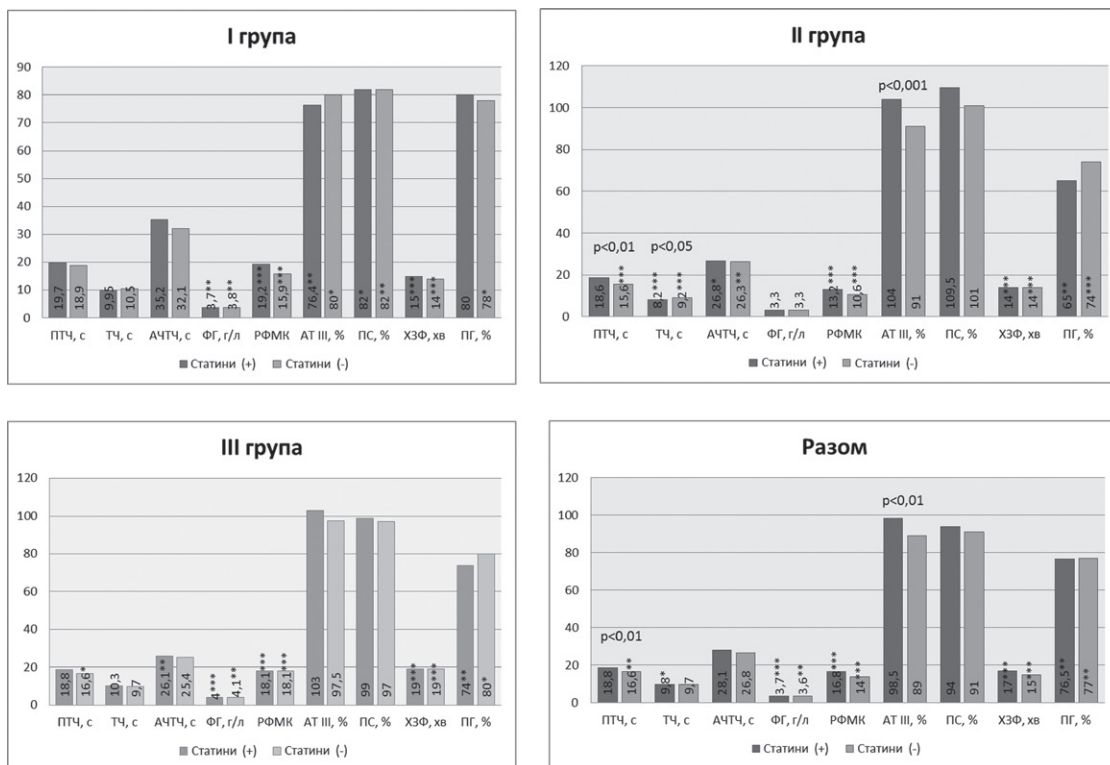 I група
90
80
70
60
50
40
30
20
10
0
19,7 18,9 9,95 10,5 35,2 32,1 3,7** 3,8** 19,2*** 15,9*** 76,4** 80* 82* 82** 15*** 14*** 80 78*
ПТЧ, с ТЧ, с АЧТЧ, с ФГ, г/л РФМК АТ III, % ПС, % ХЗФ, хв ПГ, %
Статини (+) Статини (-)
II група
120
100
80
60
40
20
0
p<0,001
p<0,01 p<0,05
18,6 15,6*** 8,2*** 9,2*** 26,8* 26,3** 3,3 3,3 13,2*** 10,6*** 104 91 109,5 101 14*** 14*** 65** 74***
ПТЧ, с ТЧ, с АЧТЧ, с ФГ, г/л РФМК АТ III, % ПС, % ХЗФ, хв ПГ, %
Статини (+) Статини (-)
III група
120
100
80
60
40
20
0
18,8 16,6* 10,3 9,7 26,1** 25,4 4*** 4,1** 18,1*** 18,1*** 103 97,5 99 97 19*** 19*** 74** 80*
ПТЧ, с ТЧ, с АЧТЧ, с ФГ, г/л РФМК АТ III, % ПС, % ХЗФ, хв ПГ, %
Статини (+) Статини (-)
Разом
120
100
80
60
40
20
0
p<0,01
p<0,01
18,8 16,6** 9,8* 9,7 28,1 26,8 3,7*** 3,6** 16,8*** 14*** 98,5 89 94 91 17*** 15*** 76,5** 77**
ПТЧ, с ТЧ, с АЧТЧ, с ФГ, г/л РФМК АТ III, % ПС, % ХЗФ, хв ПГ, %
Статини (+) Статини (-)